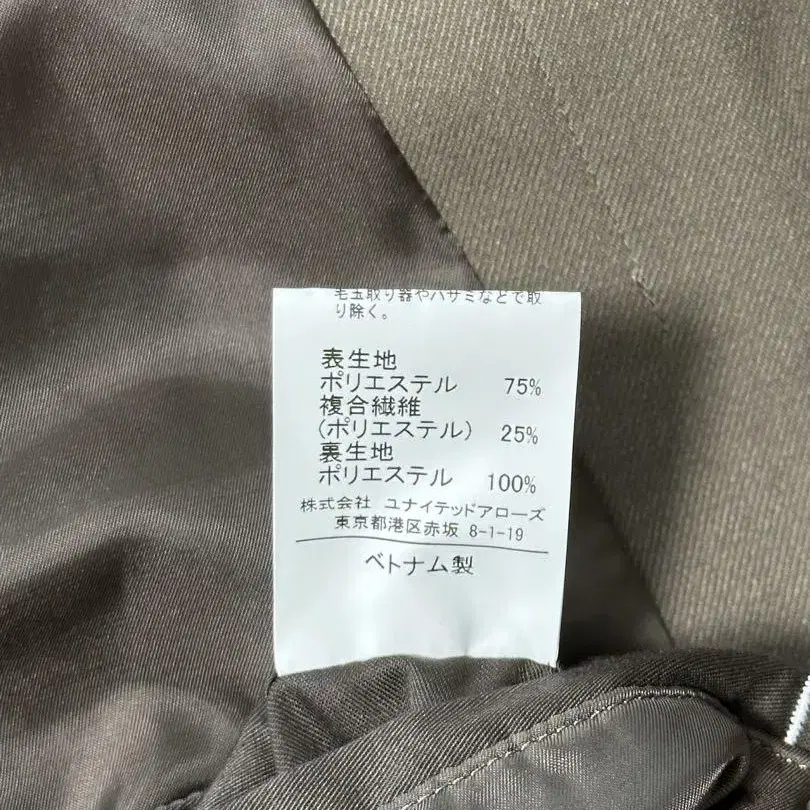 毛玉取り器やハサミなどで取
り除く。
表生地
ポリエステル 75%
複合繊維
(ポリエステル) 25%
裏生地
ポリエステル 100%
株式会社 ユナイテッドアローズ
東京都港区赤坂 8-1-19
ベトナム製